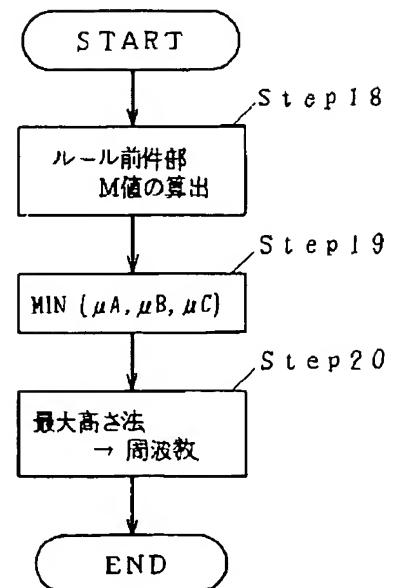 START
Step18
ルール前件部
M値の算出
Step19
MIN (μA, μB, μC)
Step20
最大高さ法
→ 周波数
END